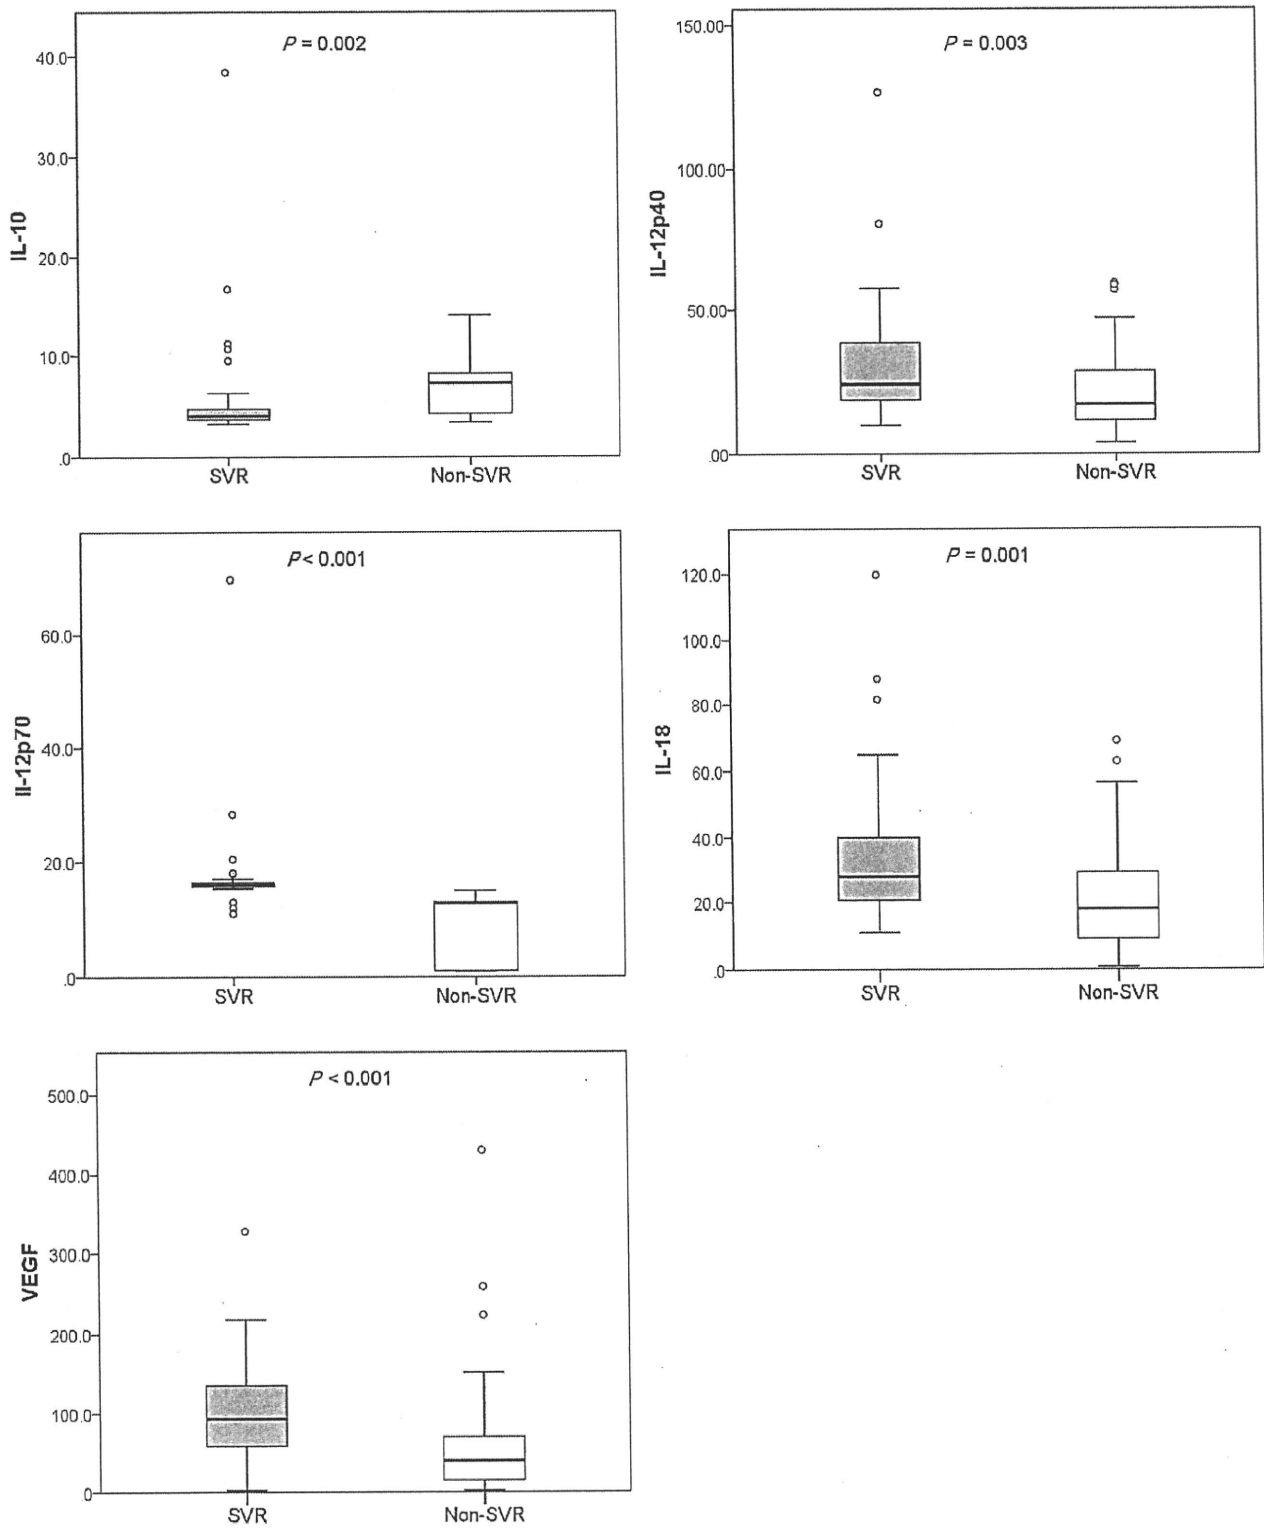 P = 0.002
IL-10
40.0
30.0
20.0
10.0
.0
SVR
Non-SVR
P = 0.003
IL-12p40
150.00
100.00
50.00
.00
SVR
Non-SVR
P < 0.001
Il-12p70
60.0
40.0
20.0
.0
SVR
Non-SVR
P = 0.001
IL-18
120.0
100.0
80.0
60.0
40.0
20.0
.0
SVR
Non-SVR
P < 0.001
VEGF
500.0
400.0
300.0
200.0
100.0
0
SVR
Non-SVR